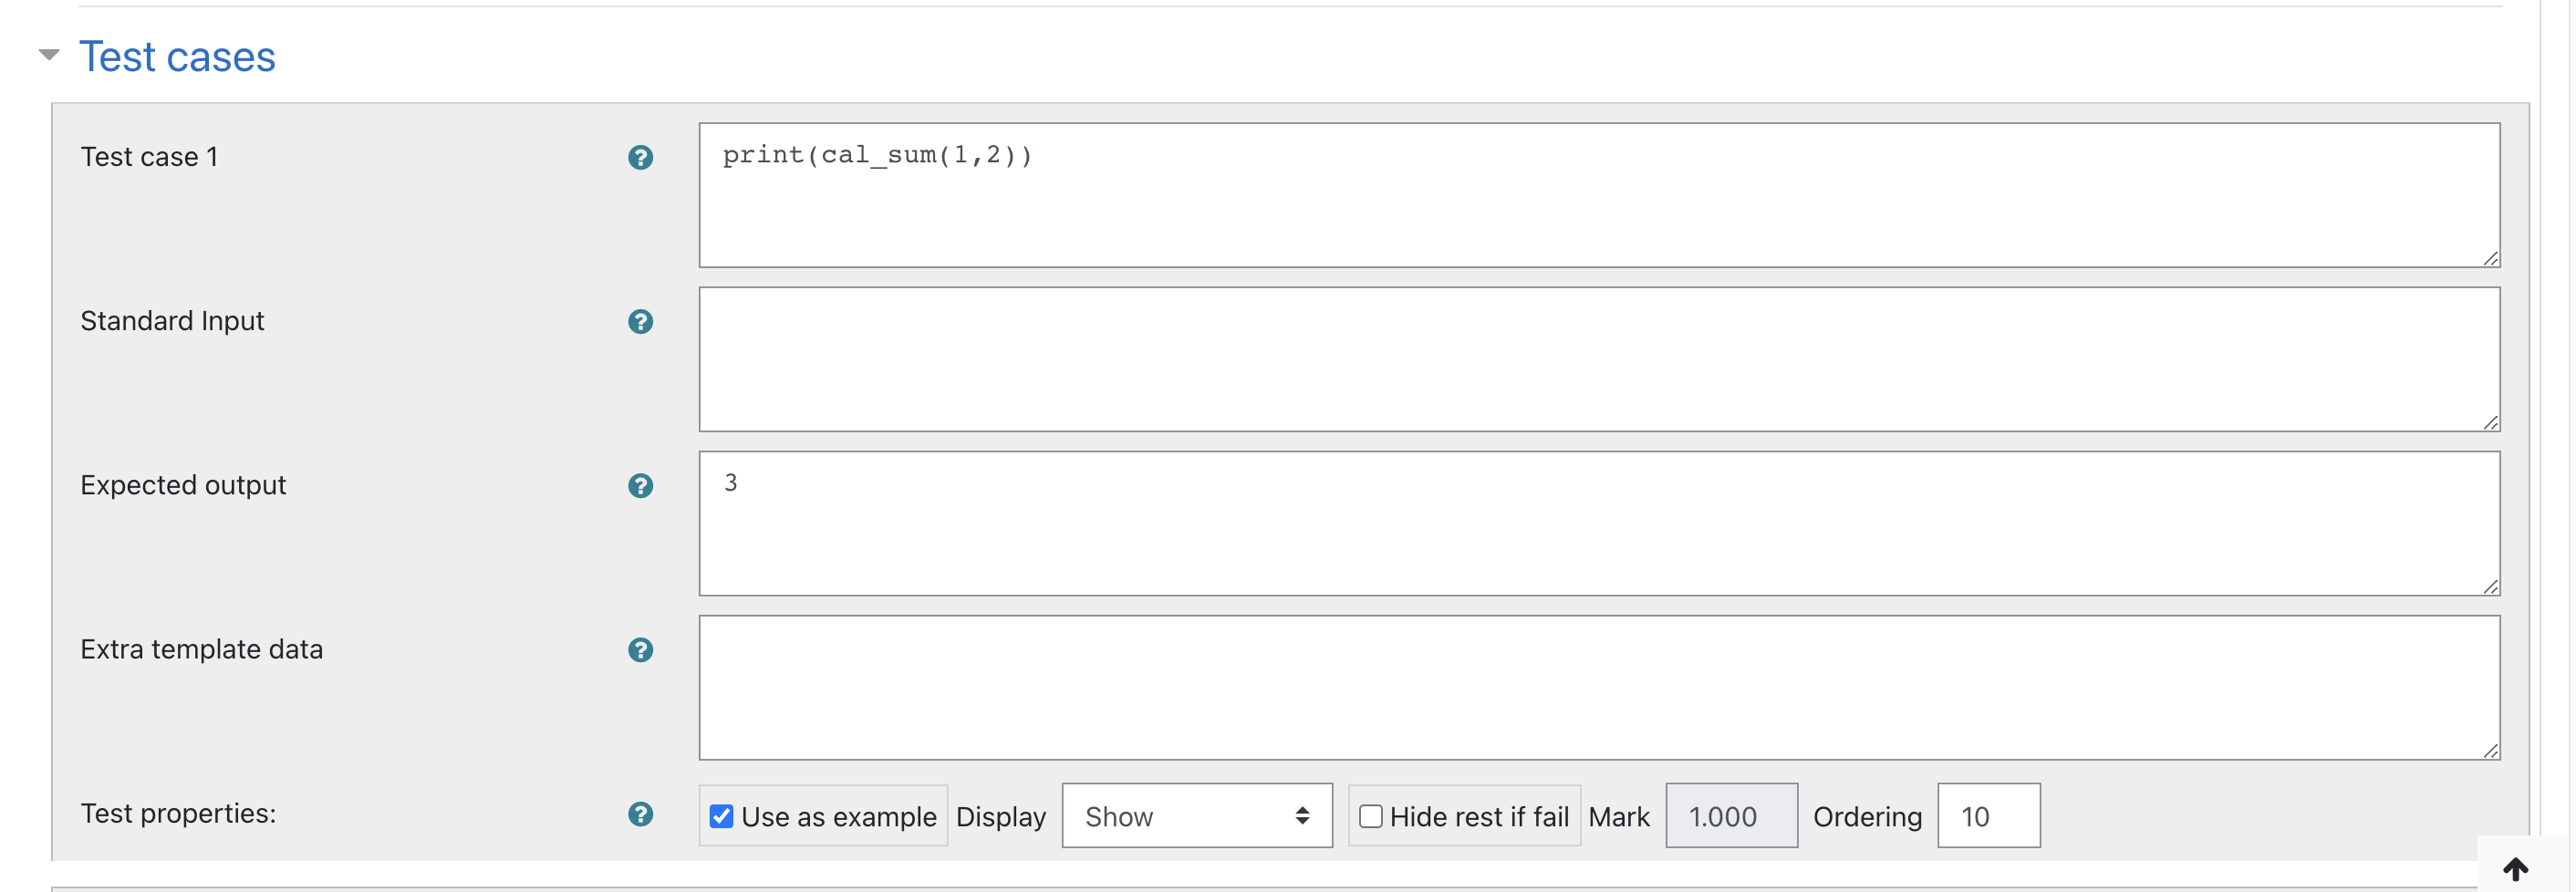 Test cases
Test case 1
print(cal_sum(1,2))
Standard Input
Expected output
3
Extra template data
Test properties:
Use as example Display Show Hide rest if fail Mark 1.000 Ordering 10